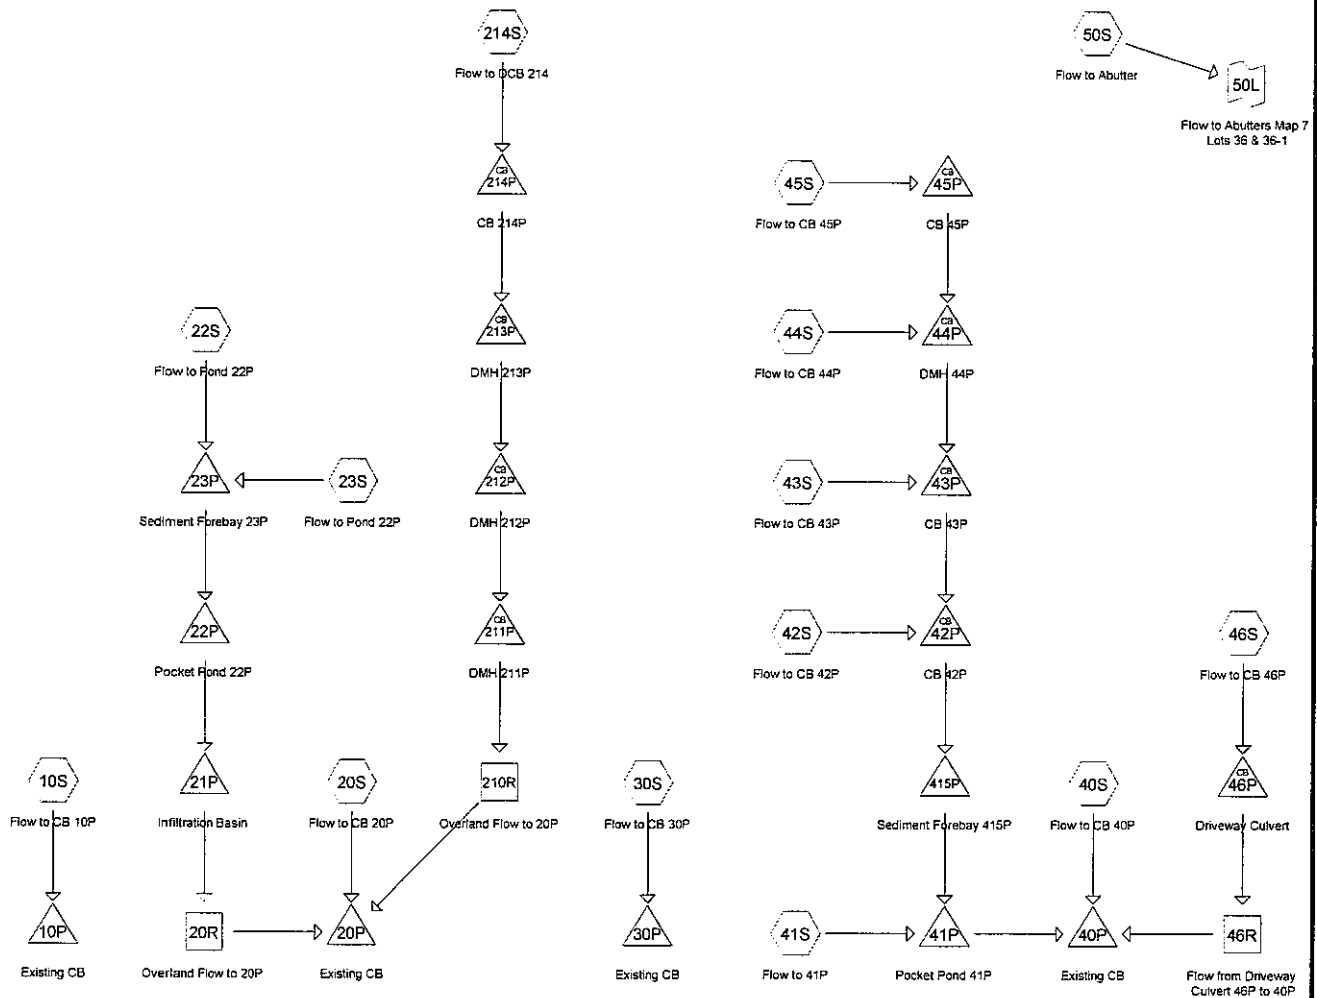 214S
Flow to DCB 214
50S
Flow to Abutter
50L
Flow to Abutters Map 7
Lots 36 & 36-1
CB
214P
CB 214P
45S
Flow to CB 45P
CB
45P
CB 45P
22S
Flow to Pond 22P
CB
213P
DMH 213P
44S
Flow to CB 44P
CB
44P
DMH 44P
23P
Sediment Forebay 23P
23S
Flow to Pond 22P
CB
212P
DMH 212P
43S
Flow to CB 43P
CB
43P
CB 43P
22P
Pocket Pond 22P
CB
211P
DMH 211P
42S
Flow to CB 42P
CB
42P
CB 42P
46S
Flow to CB 46P
10S
Flow to CB 10P
21P
Infiltration Basin
20S
Flow to CB 20P
210R
Overland Flow to 20P
30S
Flow to CB 30P
415P
Sediment Forebay 415P
40S
Flow to CB 40P
CB
46P
Driveway Culvert
10P
Existing CB
20R
Overland Flow to 20P
20P
Existing CB
30P
Existing CB
41S
Flow to 41P
41P
Pocket Pond 41P
40P
Existing CB
46R
Flow from Driveway
Culvert 46P to 40P